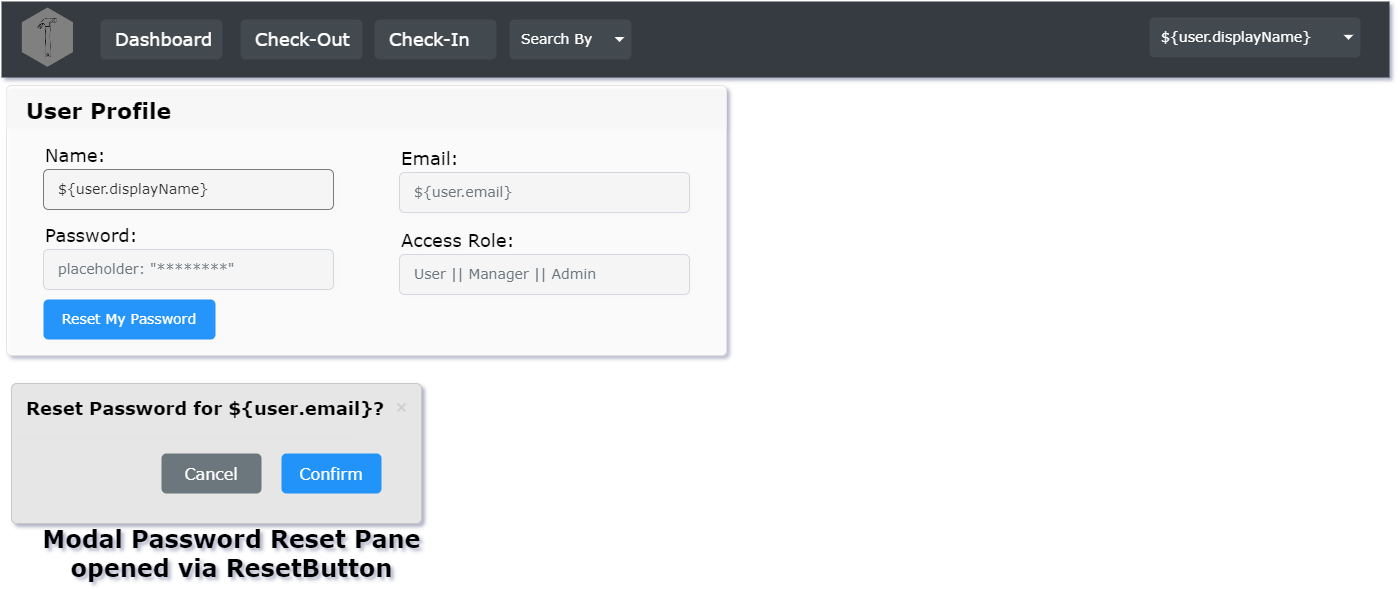 Dashboard
Check-Out
Check-In
Search By
${user.displayName}
User Profile
Name:
${user.displayName}
Email:
${user.email}
Password:
placeholder: "********"
Access Role:
User || Manager || Admin
Reset My Password
Reset Password for ${user.email}? ×
Cancel
Confirm
Modal Password Reset Pane
opened via ResetButton